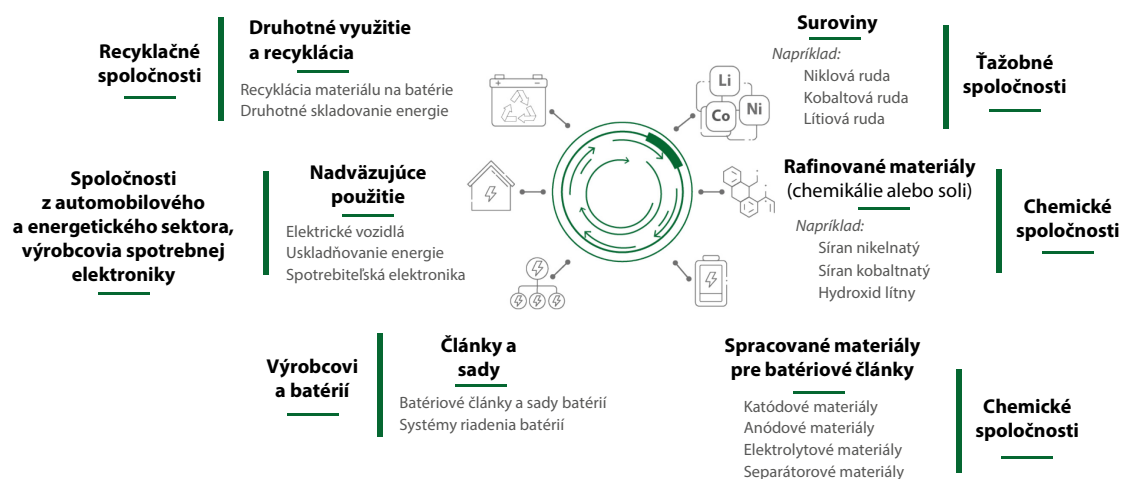 Recyklačné
spoločnosti
Druhotné využitie
a recyklácia
Recyklácia materiálu na batérie
Druhotné skladovanie energie
Suroviny
Napríklad:
Niklová ruda
Kobaltová ruda
Lítiová ruda
Ťažobné
spoločnosti
Li
Co
Ni
Spoločnosti
z automobilového
a energetického sektora,
výrobcovia spotrebnej
elektroniky
Nadväzujúce
použitie
Elektrické vozidlá
Uskladňovanie energie
Spotrebiteľská elektronika
Rafinované materiály
(chemikálie alebo soli)
Napríklad:
Síran nikelnatý
Síran kobaltnatý
Hydroxid lítny
Chemické
spoločnosti
Výrobcovi
a batérií
Články a
sady
Batériové články a sady batérií
Systémy riadenia batérií
Spracované materiály
pre batériové články
Katódové materiály
Anódové materiály
Elektrolytové materiály
Separátorové materiály
Chemické
spoločnosti